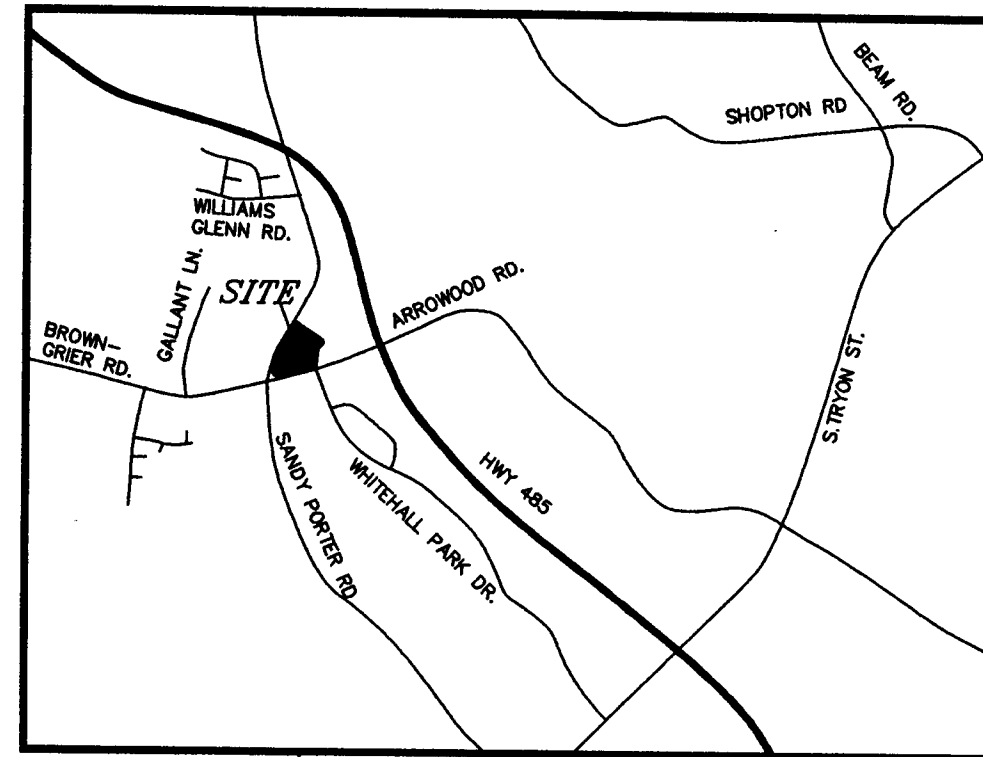 BEAM RD.
SHOPTON RD
WILLIAMS
GLENN RD.
GALLANT LN.
SITE
ARROWOOD RD.
BROWN-
GRIER RD.
S.TRYON ST.
SANDY PORTER RD
WHITEHALL PARK DR.
HWY 485